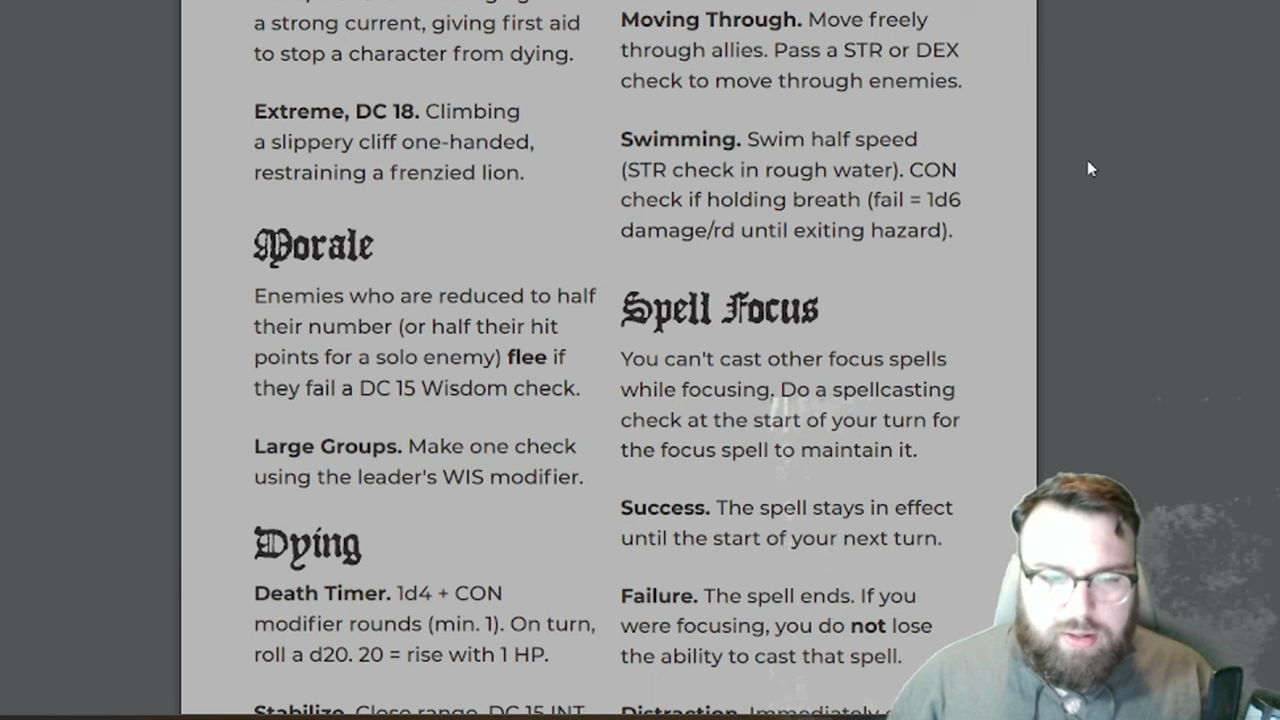 a strong current, giving first aid
to stop a character from dying.
Extreme, DC 18. Climbing
a slippery cliff one-handed,
restraining a frenzied lion.
Morale
Enemies who are reduced to half
their number (or half their hit
points for a solo enemy) flee if
they fail a DC 15 Wisdom check.
Large Groups. Make one check
using the leader's WIS modifier.
Dying
Death Timer. 1d4 + CON
modifier rounds (min. 1). On turn,
roll a d20. 20 = rise with 1 HP.
Stabilize. Close range, DC 15 INT
Moving Through. Move freely
through allies. Pass a STR or DEX
check to move through enemies.
Swimming. Swim half speed
(STR check in rough water). CON
check if holding breath (fail = 1d6
damage/rd until exiting hazard).
Spell Focus
You can't cast other focus spells
while focusing. Do a spellcasting
check at the start of your turn for
the focus spell to maintain it.
Success. The spell stays in effect
until the start of your next turn.
Failure. The spell ends. If you
were focusing, you do not lose
the ability to cast that spell.
Distraction. Immediately